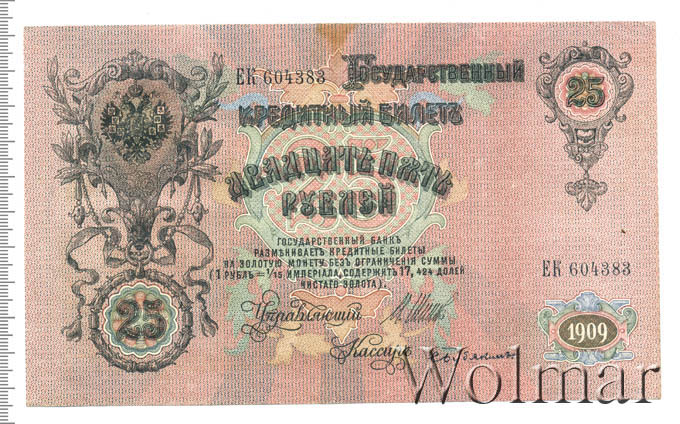 ЕК 604383
Государственный
25
Кредитный Билетъ
Двадцать пять
рублей
Государственный Банкъ
размѣниваетъ кредитные билеты
на золотую монету безъ ограниченія суммы
(1 рубль = 1/15 имперіала, содержитъ 17,424 долей
чистаго золота).
ЕК 604383
25
Управляющій
1909
Кассиръ
Wolmar